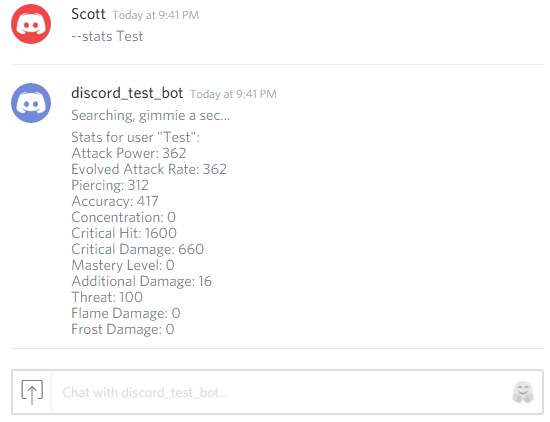 Scott Today at 9:41 PM
--stats Test
discord_test_bot Today at 9:41 PM
Searching, gimmie a sec...
Stats for user "Test":
Attack Power: 362
Evolved Attack Rate: 362
Piercing: 312
Accuracy: 417
Concentration: 0
Critical Hit: 1600
Critical Damage: 660
Mastery Level: 0
Additional Damage: 16
Threat: 100
Flame Damage: 0
Frost Damage: 0
Chat with discord_test_bot...